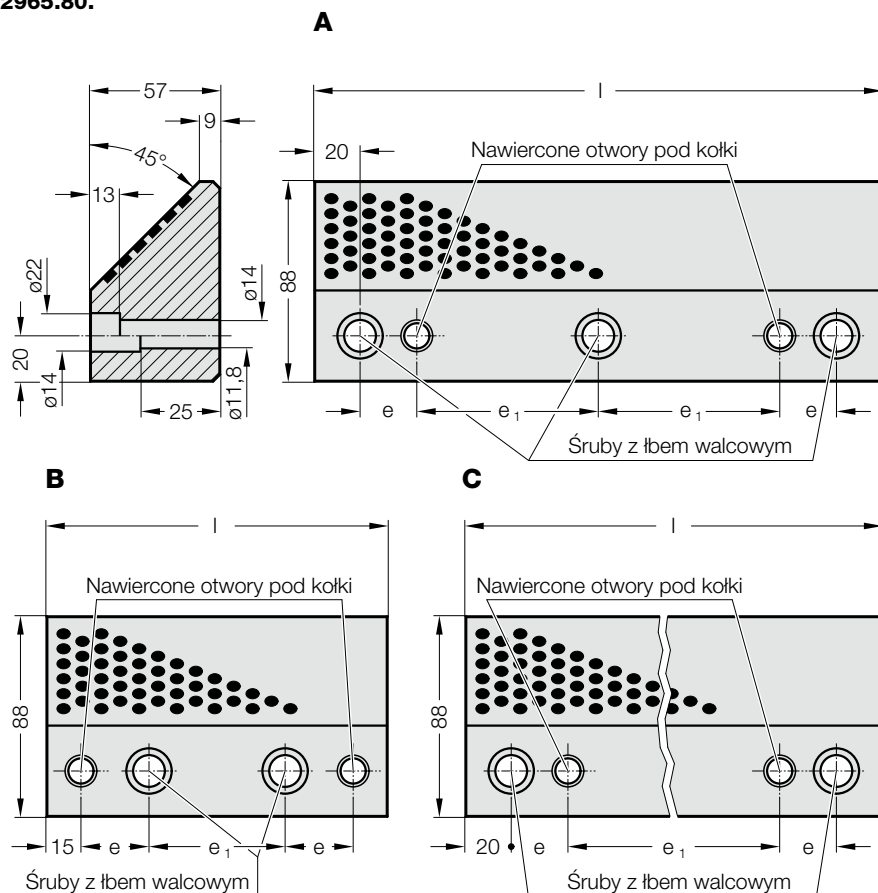 2965.80.
A
57
l
9
45°
20
Nawiercone otwory pod kołki
13
ø22
ø14
88
20
ø14
25
ø11,8
e
e1
e1
e
Śruby z łbem walcowym
B
C
l
l
Nawiercone otwory pod kołki
Nawiercone otwory pod kołki
88
88
15
e
e1
e
20
e
e1
Śruby z łbem walcowym
Śruby z łbem walcowym